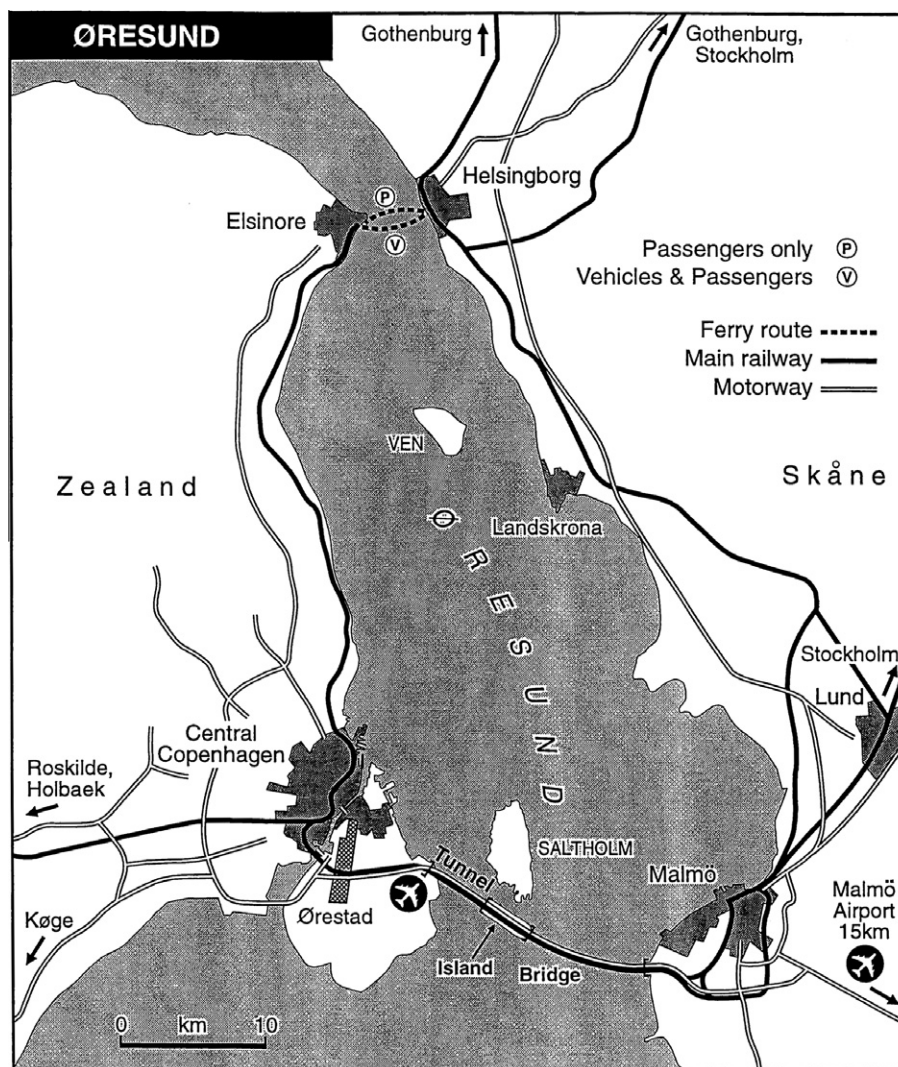 ØRESUND
Gothenburg
Gothenburg,
Stockholm
Helsingborg
P
Elsinore
V
Passengers only P
Vehicles & Passengers V
Ferry route
Main railway
Motorway
VEN
Zealand
Skåne
Landskrona
ØRESUND
Stockholm
Lund
Central
Copenhagen
Roskilde,
Holbaek
SALTHOLM
Tunnel
Malmö
Malmö
Airport
15km
Ørestad
Køge
Island
Bridge
0 km 10